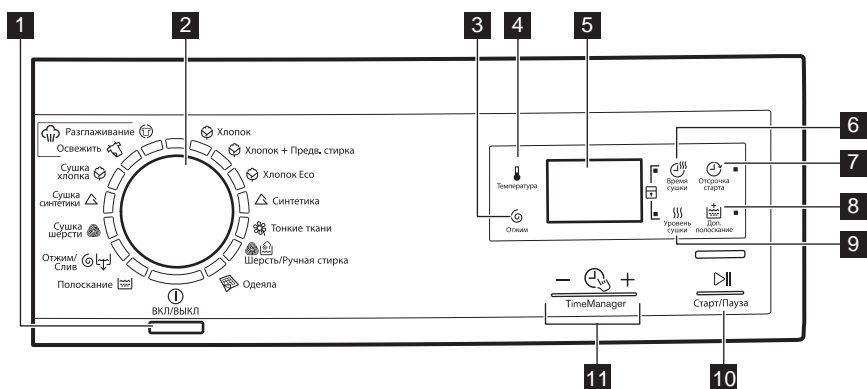 1
2
3
4
5
6
7
8
9
10
11
Разглаживание
Освежить
Сушка
хлопка
Сушка
синтетики
Сушка
шерсти
Отжим/
Слив
Полоскание
ВКЛ/ВЫКЛ
Хлопок
Хлопок + Предв. стирка
Хлопок Eco
Синтетика
Тонкие ткани
Шерсть/Ручная стирка
Одеяла
Температура
Отжим
Время
сушки
Отсрочка
старта
Уровень
сушки
Доп.
полоскание
− +
TimeManager
Старт/Пауза